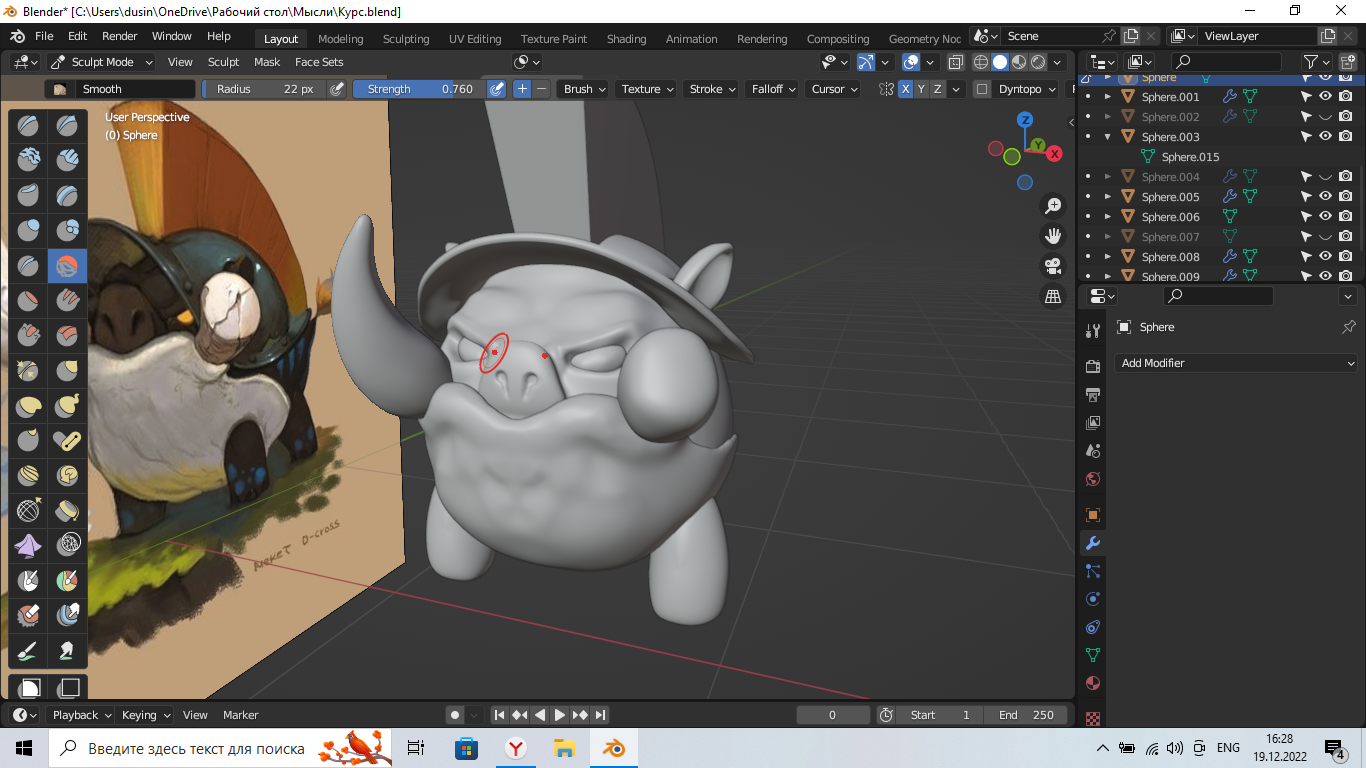 Blender* [C:\Users\dusin\OneDrive\Рабочий стол\Мысли\Курс.blend]
File Edit Render Window Help Layout Modeling Sculpting UV Editing Texture Paint Shading Animation Rendering Compositing Geometry Noc Scene ViewLayer
Sculpt Mode View Sculpt Mask Face Sets
Smooth Radius 22 px Strength 0.760 Brush Texture Stroke Falloff Cursor X Y Z Dyntopo
User Perspective
(0) Sphere
Z
Y
X
Sphere
Sphere.001
Sphere.002
Sphere.003
Sphere.015
Sphere.004
Sphere.005
Sphere.006
Sphere.007
Sphere.008
Sphere.009
Sphere
Add Modifier
D-cross
Playback Keying View Marker 0 Start 1 End 250
Введите здесь текст для поиска
ENG
16:28
19.12.2022
4